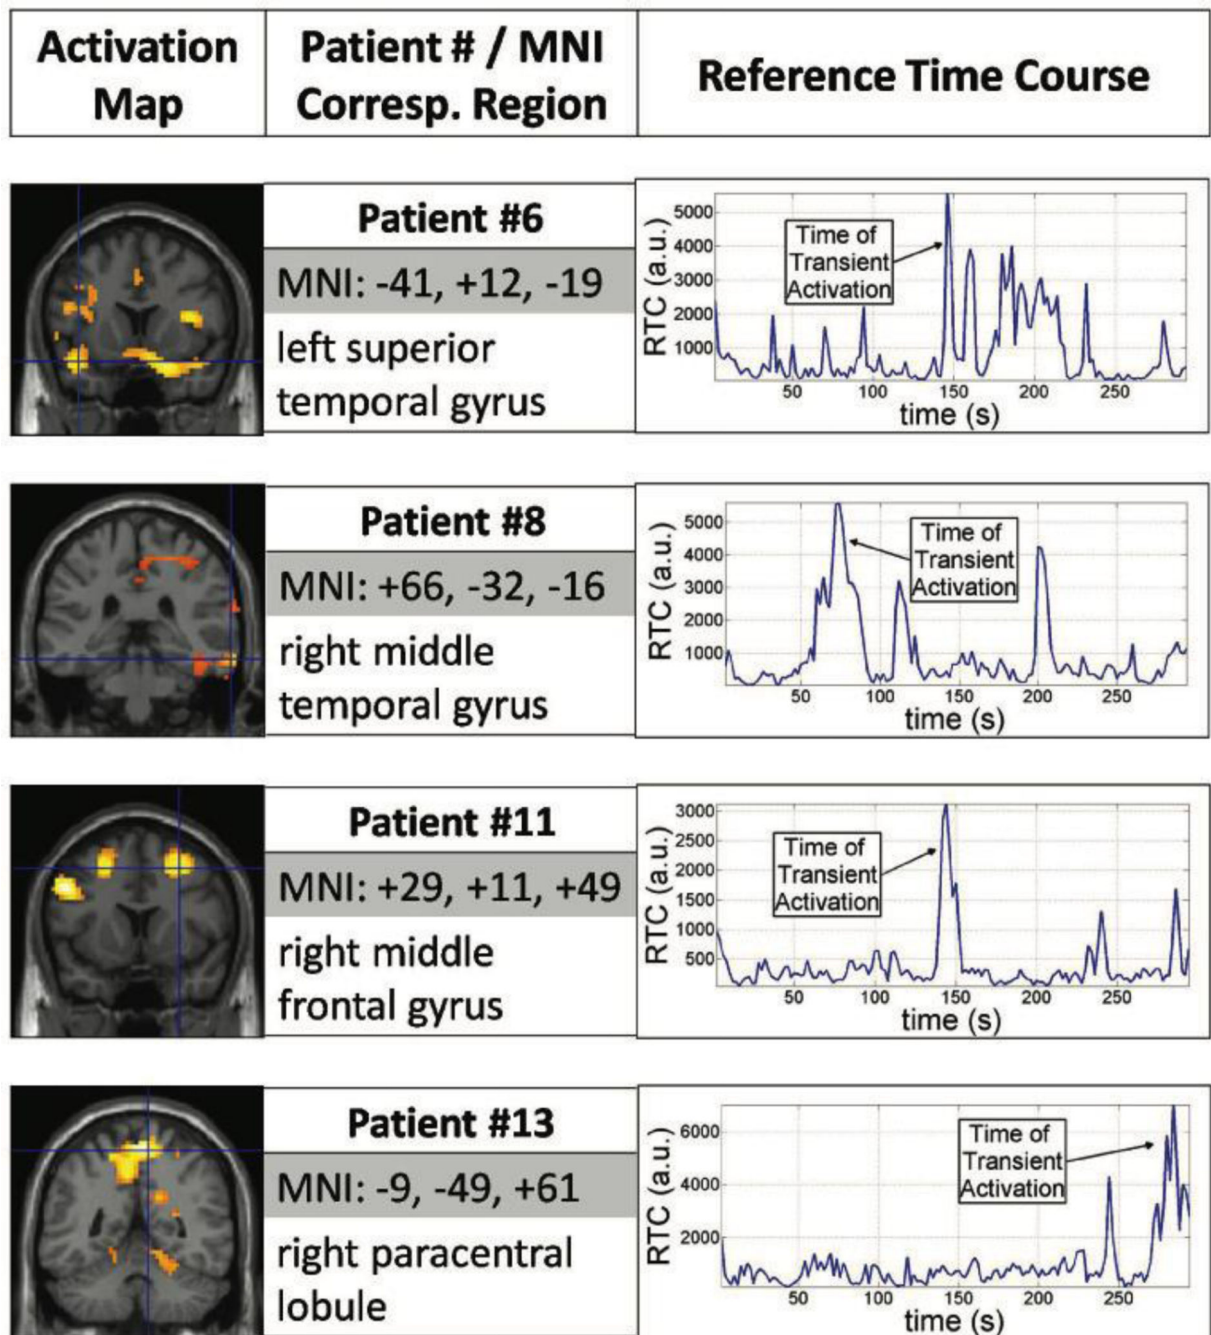 Activation
Map
Patient # / MNI
Corresp. Region
Reference Time Course
Patient #6
MNI: -41, +12, -19
left superior
temporal gyrus
RTC (a.u.)
5000
4000
3000
2000
1000
Time of
Transient
Activation
50
100
150
200
250
time (s)
Patient #8
MNI: +66, -32, -16
right middle
temporal gyrus
RTC (a.u.)
5000
4000
3000
2000
1000
Time of
Transient
Activation
50
100
150
200
250
time (s)
Patient #11
MNI: +29, +11, +49
right middle
frontal gyrus
RTC (a.u.)
3000
2500
2000
1500
1000
500
Time of
Transient
Activation
50
100
150
200
250
time (s)
Patient #13
MNI: -9, -49, +61
right paracentral
lobule
RTC (a.u.)
6000
4000
2000
Time of
Transient
Activation
50
100
150
200
250
time (s)